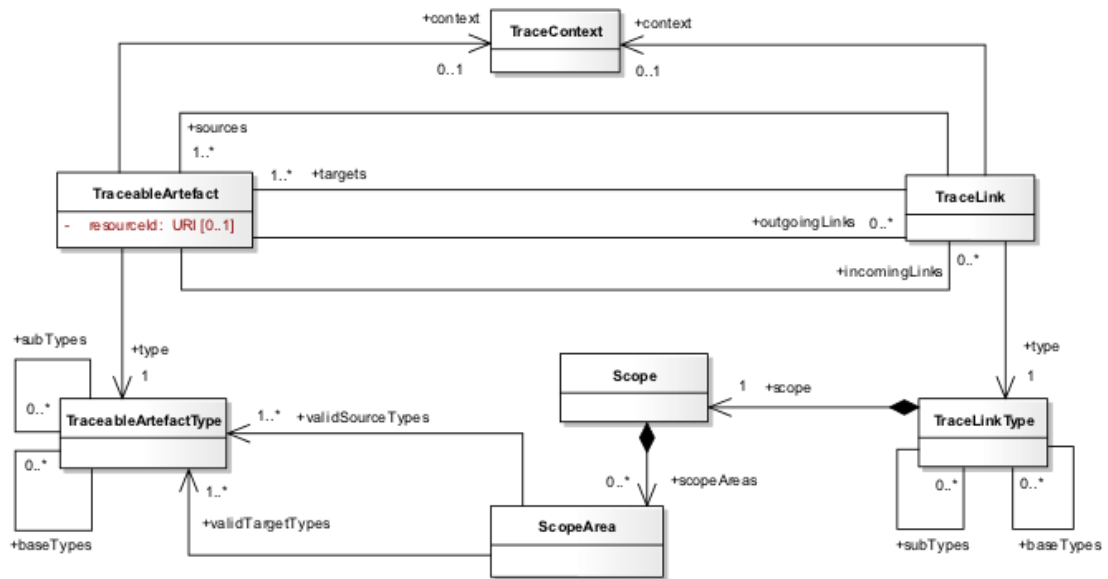 +context
TraceContext
+context
0..1
0..1
+sources
1..*
1..*
+targets
TraceableArtefact
- resourceId: URI [0..1]
TraceLink
+outgoingLinks
0..*
+incomingLinks
0..*
+subTypes
+type
1
0..*
TraceableArtefactType
0..*
+baseTypes
1..*
+validSourceTypes
1..*
+validTargetTypes
Scope
1
+scope
0..*
+scopeAreas
ScopeArea
+type
1
TraceLinkType
0..*
0..*
+subTypes
+baseTypes